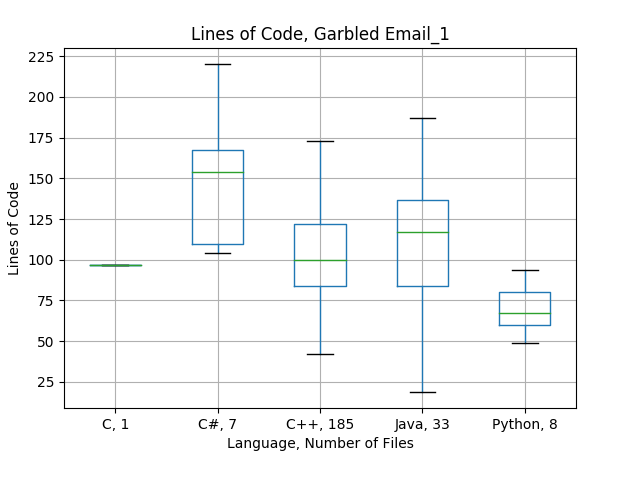 Lines of Code, Garbled Email_1
225
200
175
150
125
100
75
50
25
Lines of Code
C, 1
C#, 7
C++, 185
Java, 33
Python, 8
Language, Number of Files